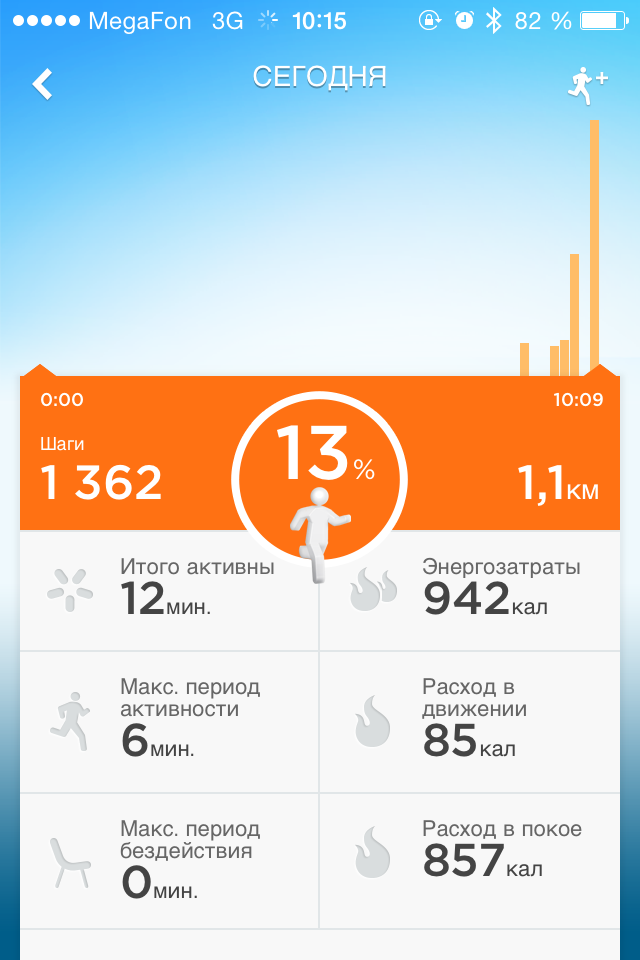 MegaFon 3G 10:15 82 %
СЕГОДНЯ
+
0:00 10:09
Шаги
1 362
13%
1,1км
Итого активны
12мин.
Энергозатраты
942кал
Макс. период
активности
6мин.
Расход в
движении
85кал
Макс. период
бездействия
0мин.
Расход в покое
857кал